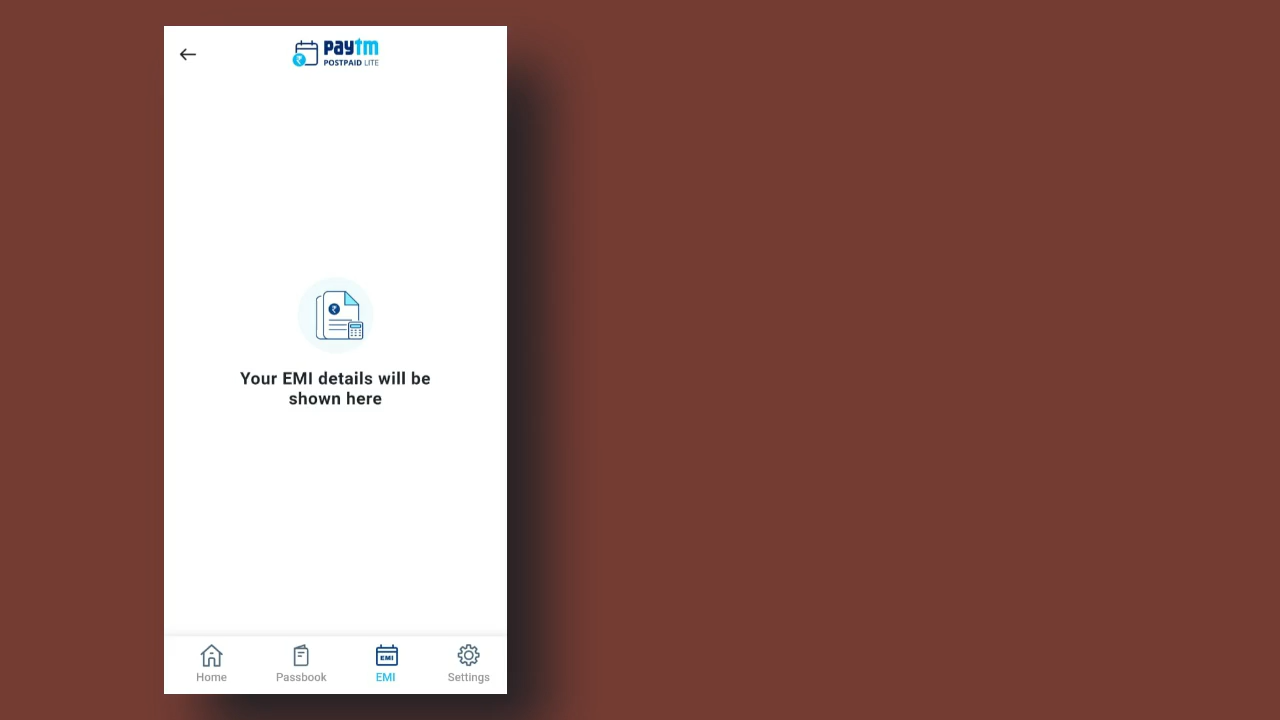 paytm
POSTPAID LITE
₹
₹
Your EMI details will be
shown here
EMI
Home
Passbook
EMI
Settings